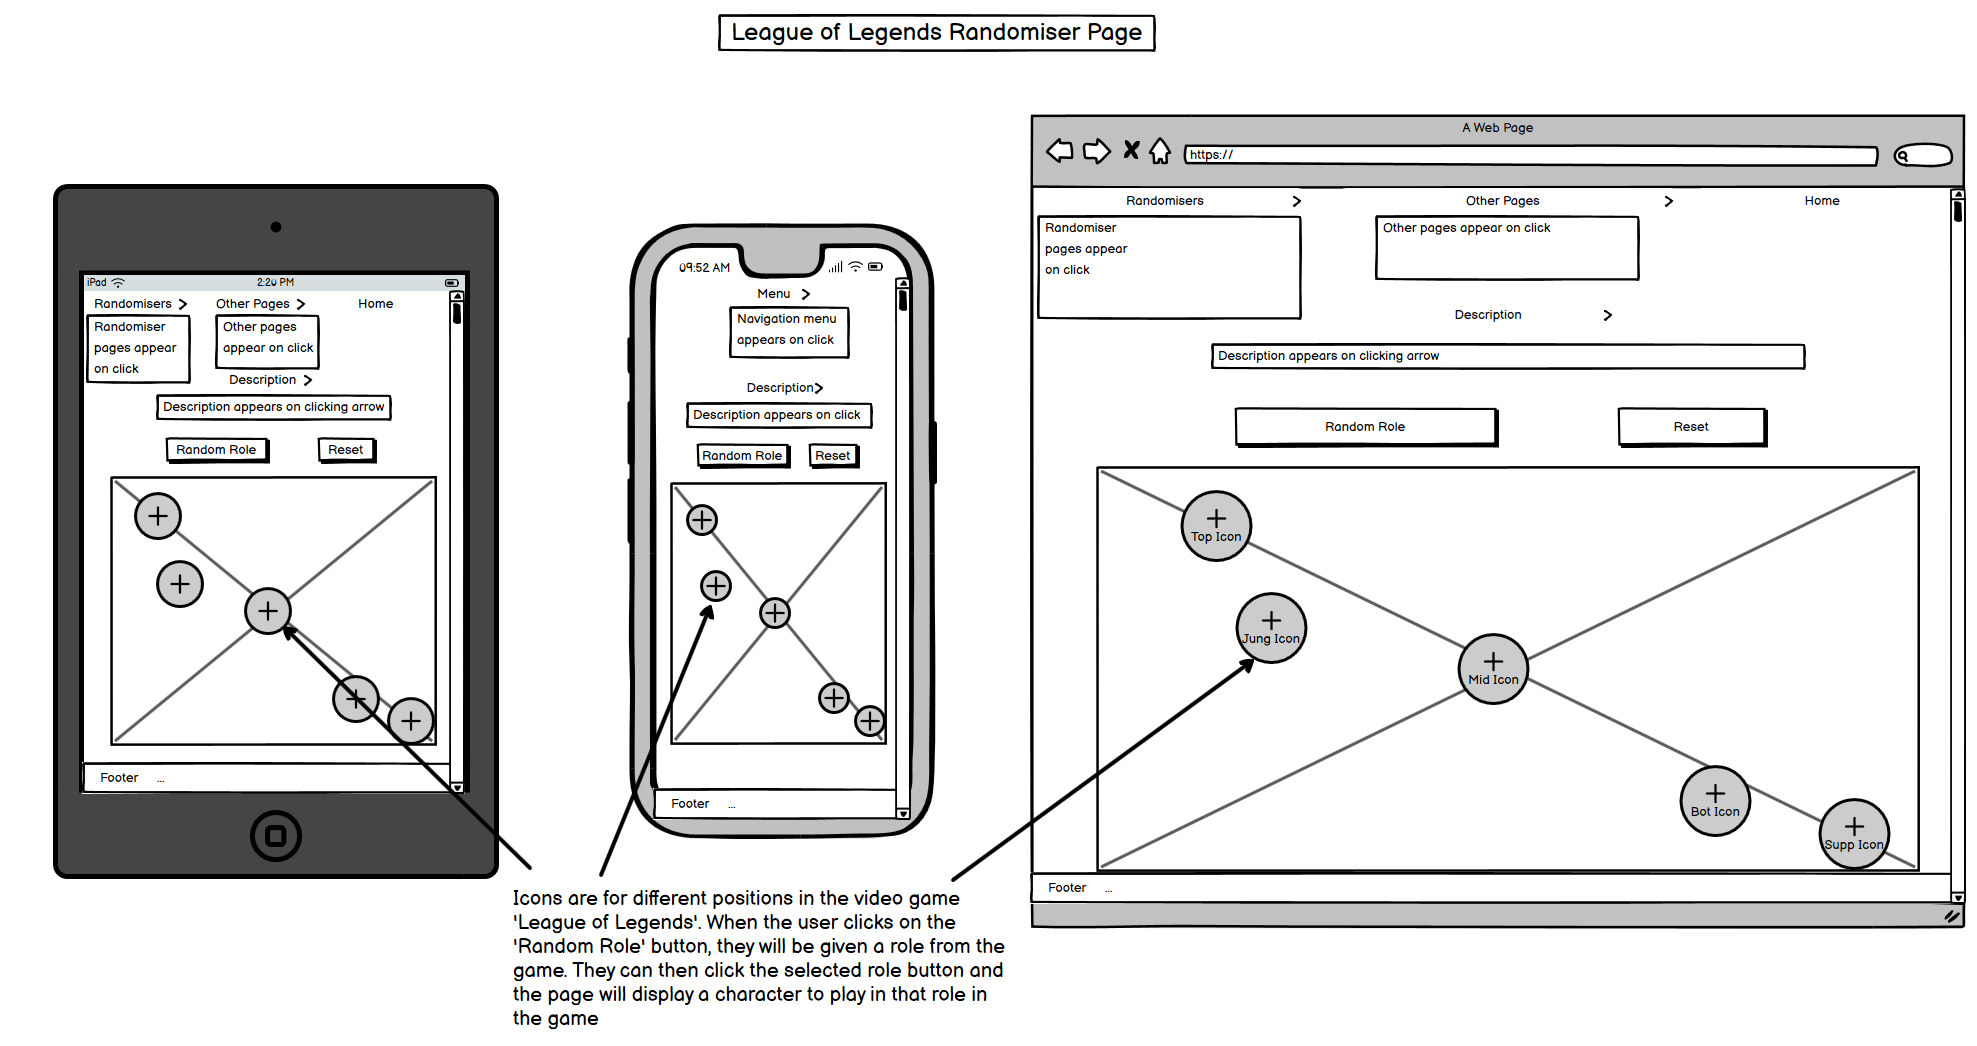 League of Legends Randomiser Page
iPad
2:20 PM
Randomisers >
Other Pages >
Home
Randomiser
pages appear
on click
Other pages
appear on click
Description >
Description appears on clicking arrow
Random Role
Reset
Footer ...
09:52 AM
Menu >
Navigation menu
appears on click
Description>
Description appears on click
Random Role
Reset
Footer ...
A Web Page
https://
Randomisers >
Other Pages >
Home
Randomiser
pages appear
on click
Other pages appear on click
Description >
Description appears on clicking arrow
Random Role
Reset
Top Icon
Jung Icon
Mid Icon
Bot Icon
Supp Icon
Footer ...
Icons are for different positions in the video game
'League of Legends'. When the user clicks on the
'Random Role' button, they will be given a role from the
game. They can then click the selected role button and
the page will display a character to play in that role in
the game